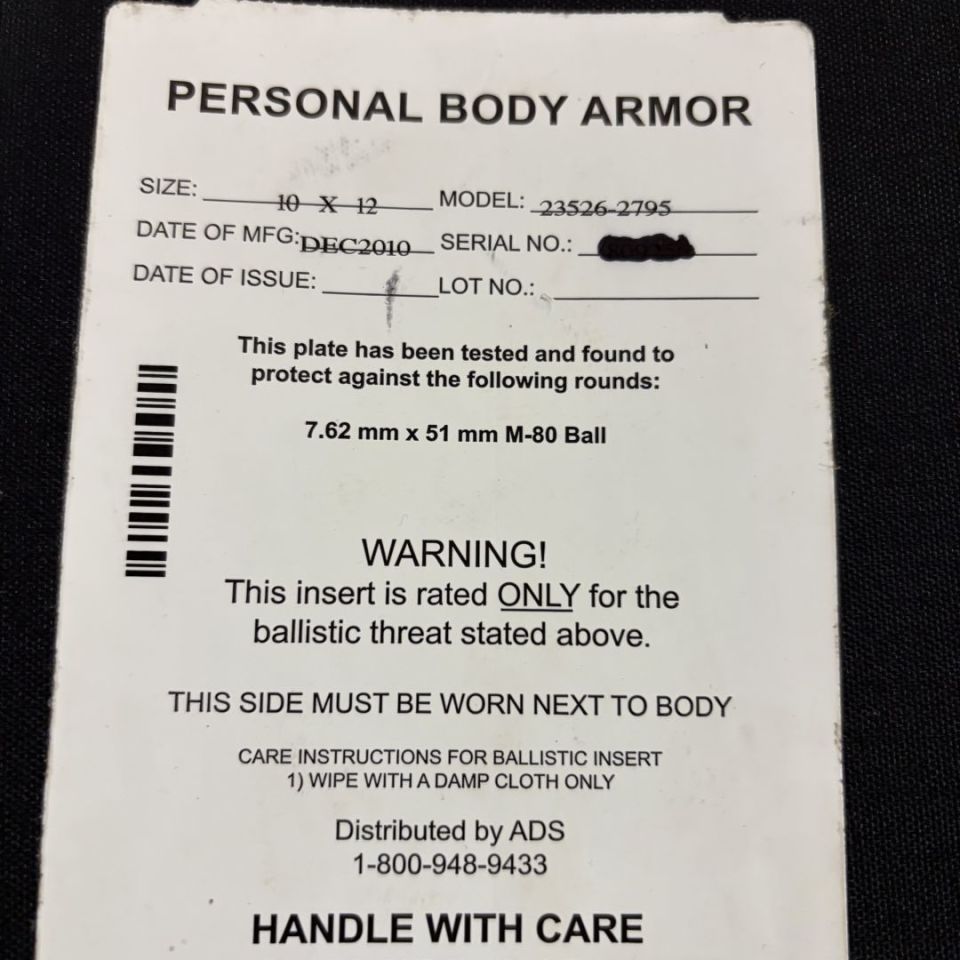 PERSONAL BODY ARMOR
SIZE: 10 X 12 MODEL: 23526-2795
DATE OF MFG: DEC2010 SERIAL NO.:
DATE OF ISSUE: LOT NO.:
This plate has been tested and found to
protect against the following rounds:
7.62 mm x 51 mm M-80 Ball
WARNING!
This insert is rated ONLY for the
ballistic threat stated above.
THIS SIDE MUST BE WORN NEXT TO BODY
CARE INSTRUCTIONS FOR BALLISTIC INSERT
1) WIPE WITH A DAMP CLOTH ONLY
Distributed by ADS
1-800-948-9433
HANDLE WITH CARE